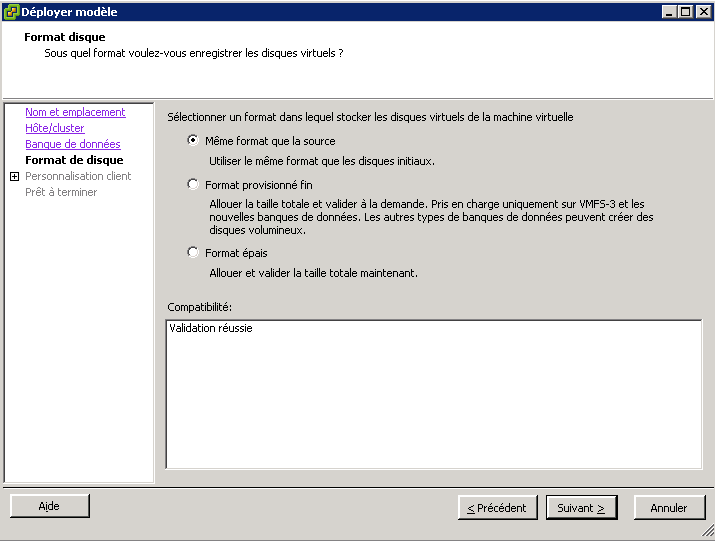 Déployer modèle
Format disque
Sous quel format voulez-vous enregistrer les disques virtuels ?
Nom et emplacement
Hôte/cluster
Banque de données
Format de disque
Personnalisation client
Prêt à terminer
Sélectionner un format dans lequel stocker les disques virtuels de la machine virtuelle
Même format que la source
Utiliser le même format que les disques initiaux.
Format provisionné fin
Allouer la taille totale et valider à la demande. Pris en charge uniquement sur VMFS-3 et les
nouvelles banques de données. Les autres types de banques de données peuvent créer des
disques volumineux.
Format épais
Allouer et valider la taille totale maintenant.
Compatibilité:
Validation réussie
Aide
< Précédent
Suivant >
Annuler